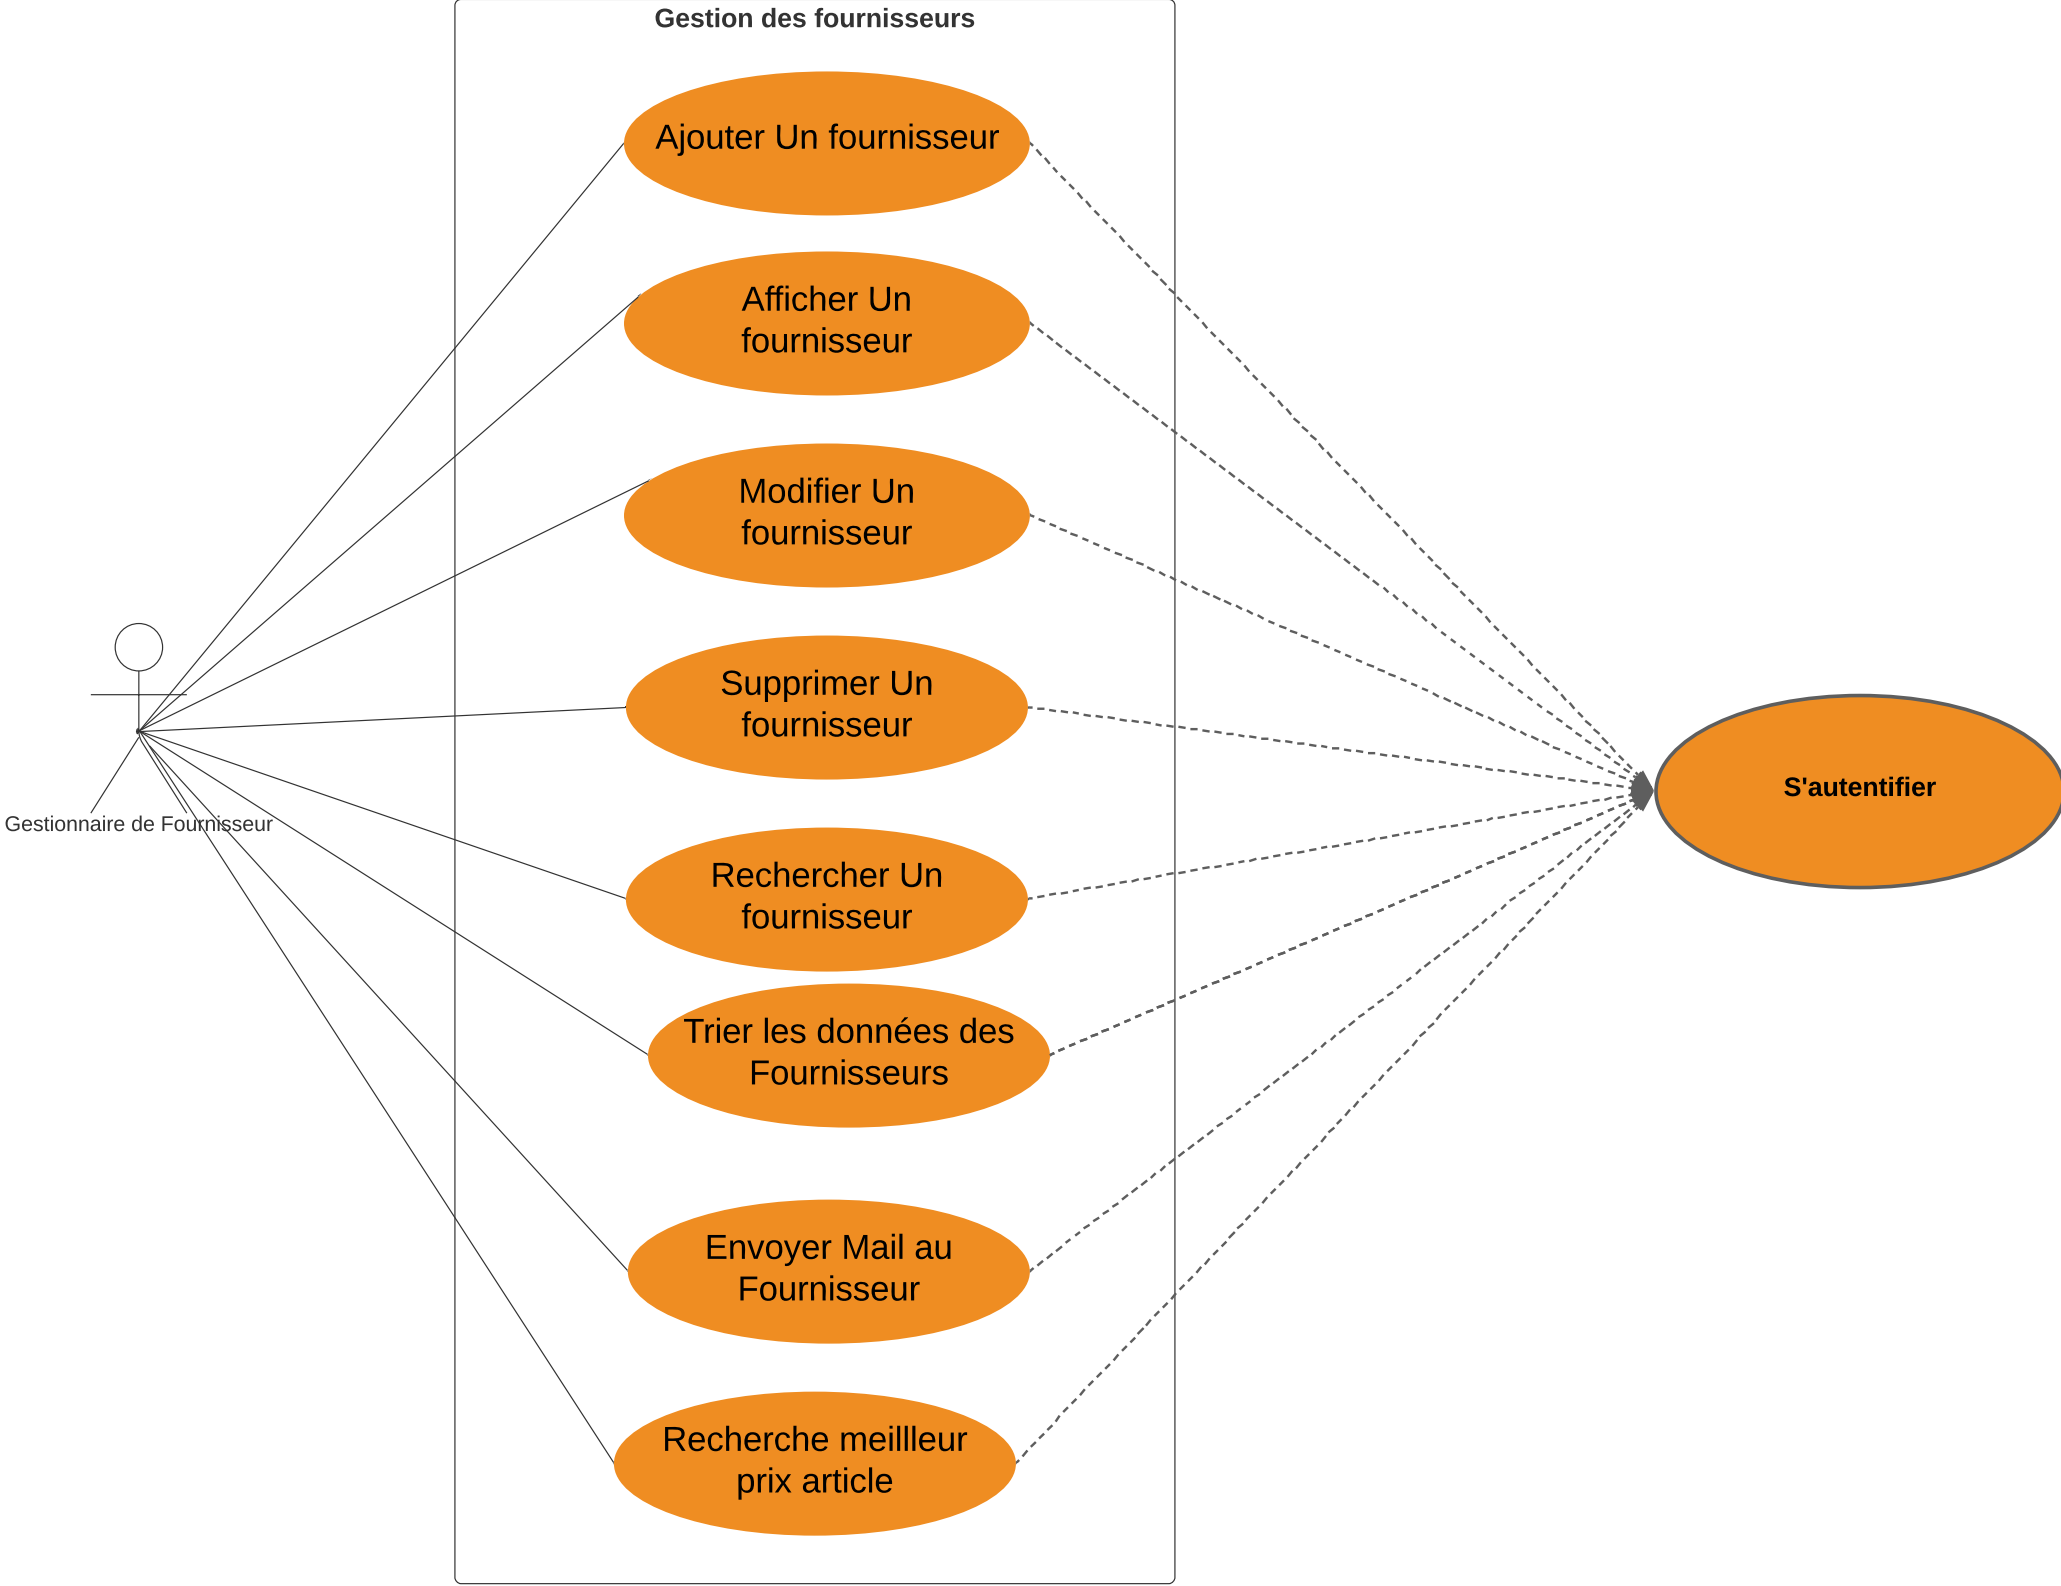 Gestion des fournisseurs
Ajouter Un fournisseur
Afficher Un
fournisseur
Modifier Un
fournisseur
Supprimer Un
fournisseur
Gestionnaire de Fournisseur
S'autentifier
Rechercher Un
fournisseur
Trier les données des
Fournisseurs
Envoyer Mail au
Fournisseur
Recherche meillleur
prix article